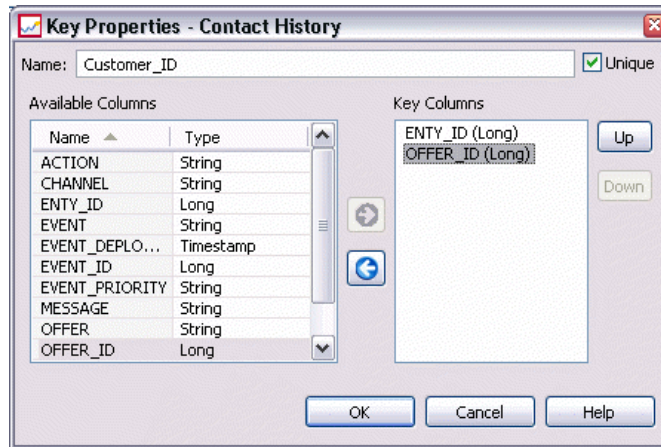 Key Properties - Contact History
Name: Customer_ID Unique
Available Columns Key Columns
Name Type
ACTION String
CHANNEL String
ENTY_ID Long
EVENT String
EVENT_DEPLO... Timestamp
EVENT_ID Long
EVENT_PRIORITY String
MESSAGE String
OFFER String
OFFER_ID Long
ENTY_ID (Long)
OFFER_ID (Long)
Up
Down
OK Cancel Help